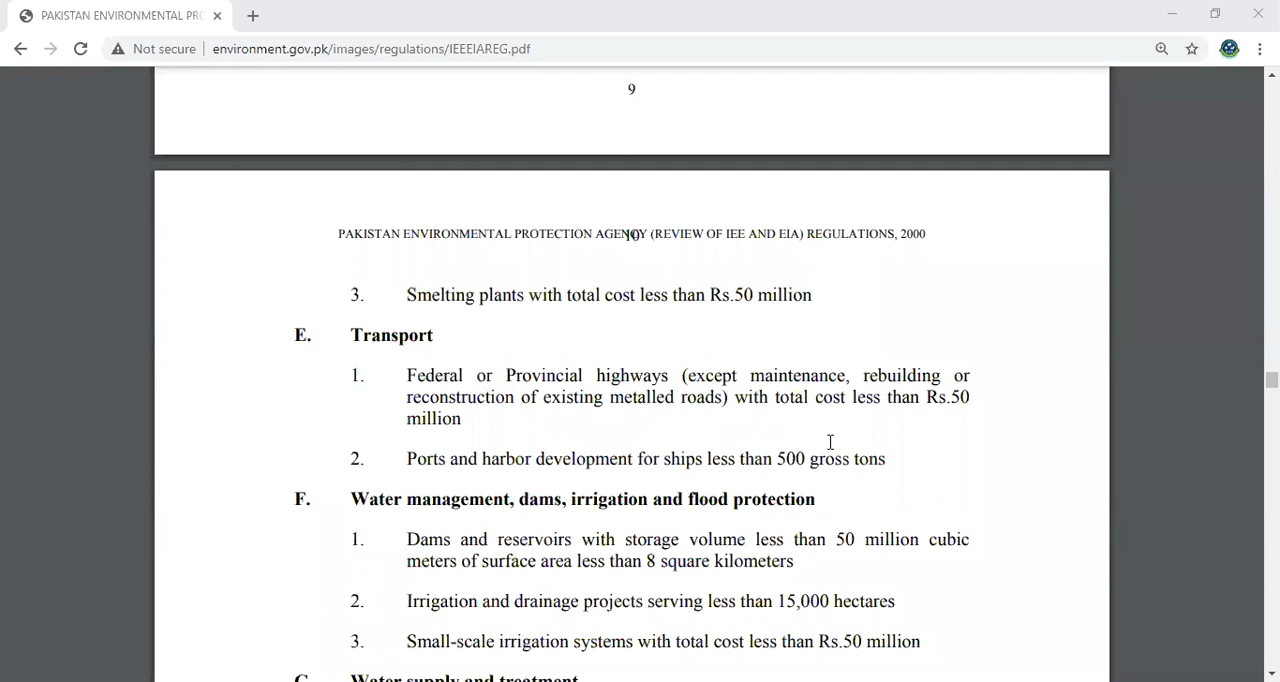 PAKISTAN ENVIRONMENTAL PRO
Not secure environment.gov.pk/images/regulations/IEEEIAREG.pdf
9
PAKISTAN ENVIRONMENTAL PROTECTION AGENCY (REVIEW OF IEE AND EIA) REGULATIONS, 2000
10
3. Smelting plants with total cost less than Rs.50 million
E. Transport
1. Federal or Provincial highways (except maintenance, rebuilding or
reconstruction of existing metalled roads) with total cost less than Rs.50
million
2. Ports and harbor development for ships less than 500 gross tons
F. Water management, dams, irrigation and flood protection
1. Dams and reservoirs with storage volume less than 50 million cubic
meters of surface area less than 8 square kilometers
2. Irrigation and drainage projects serving less than 15,000 hectares
3. Small-scale irrigation systems with total cost less than Rs.50 million
G. Water supply and treatment